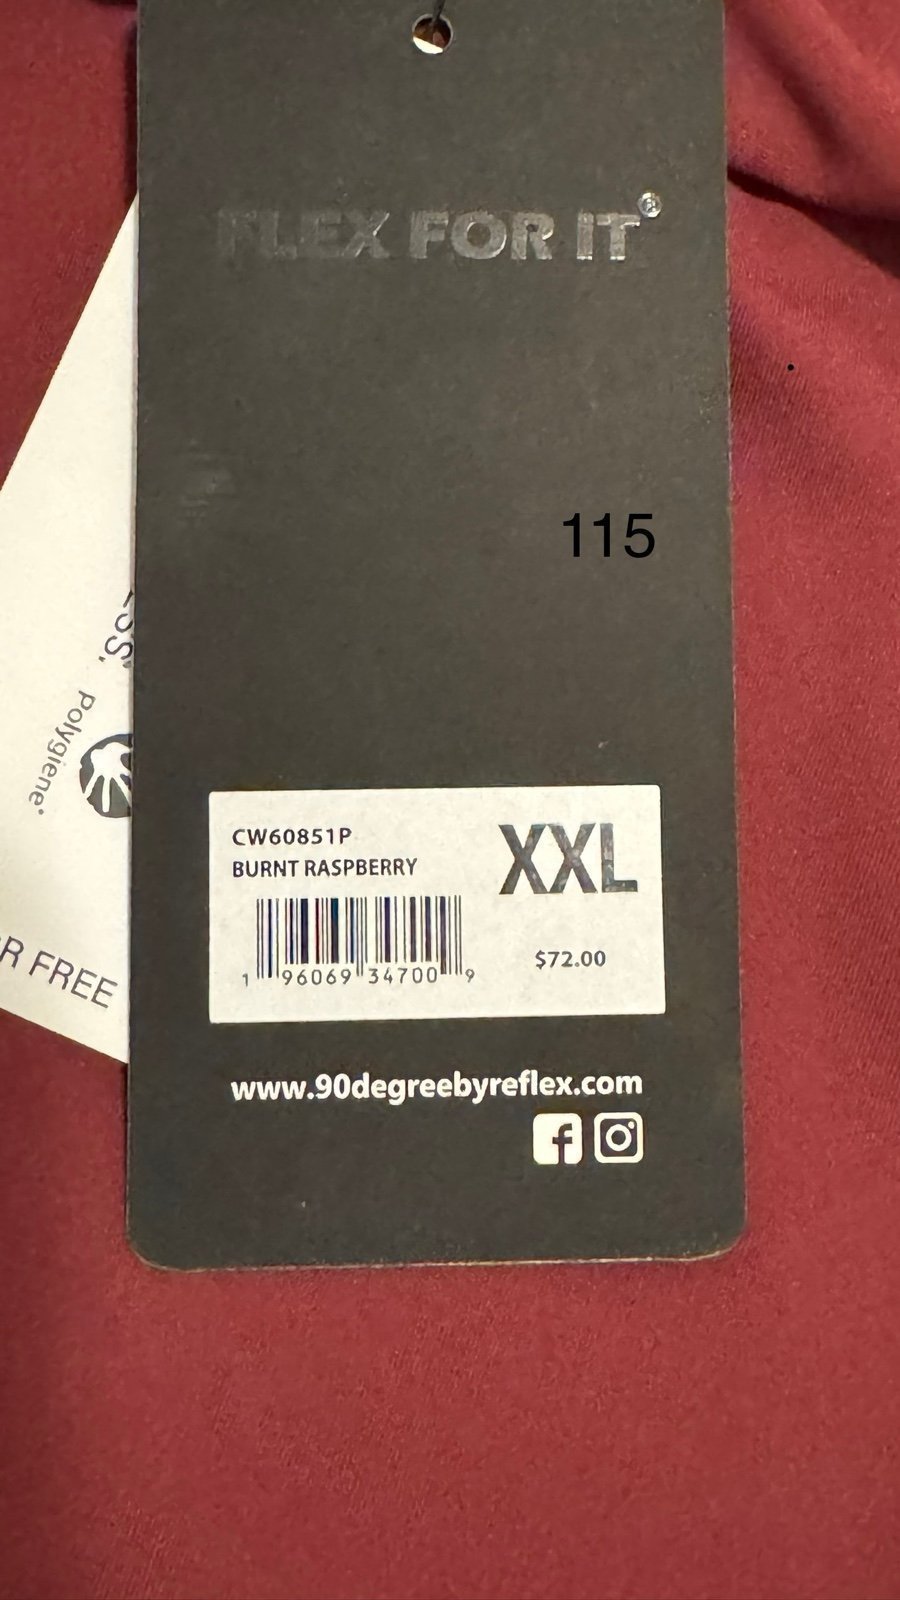 FLEX FOR IT®
115
SS.
Polygiene®
R FREE
CW60851P
BURNT RASPBERRY
XXL
1 96069 34700 9
$72.00
www.90degreebyreflex.com